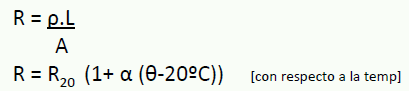 R = ρ.L
A
R = R20 (1+ α (θ-20ºC)) [con respecto a la temp]